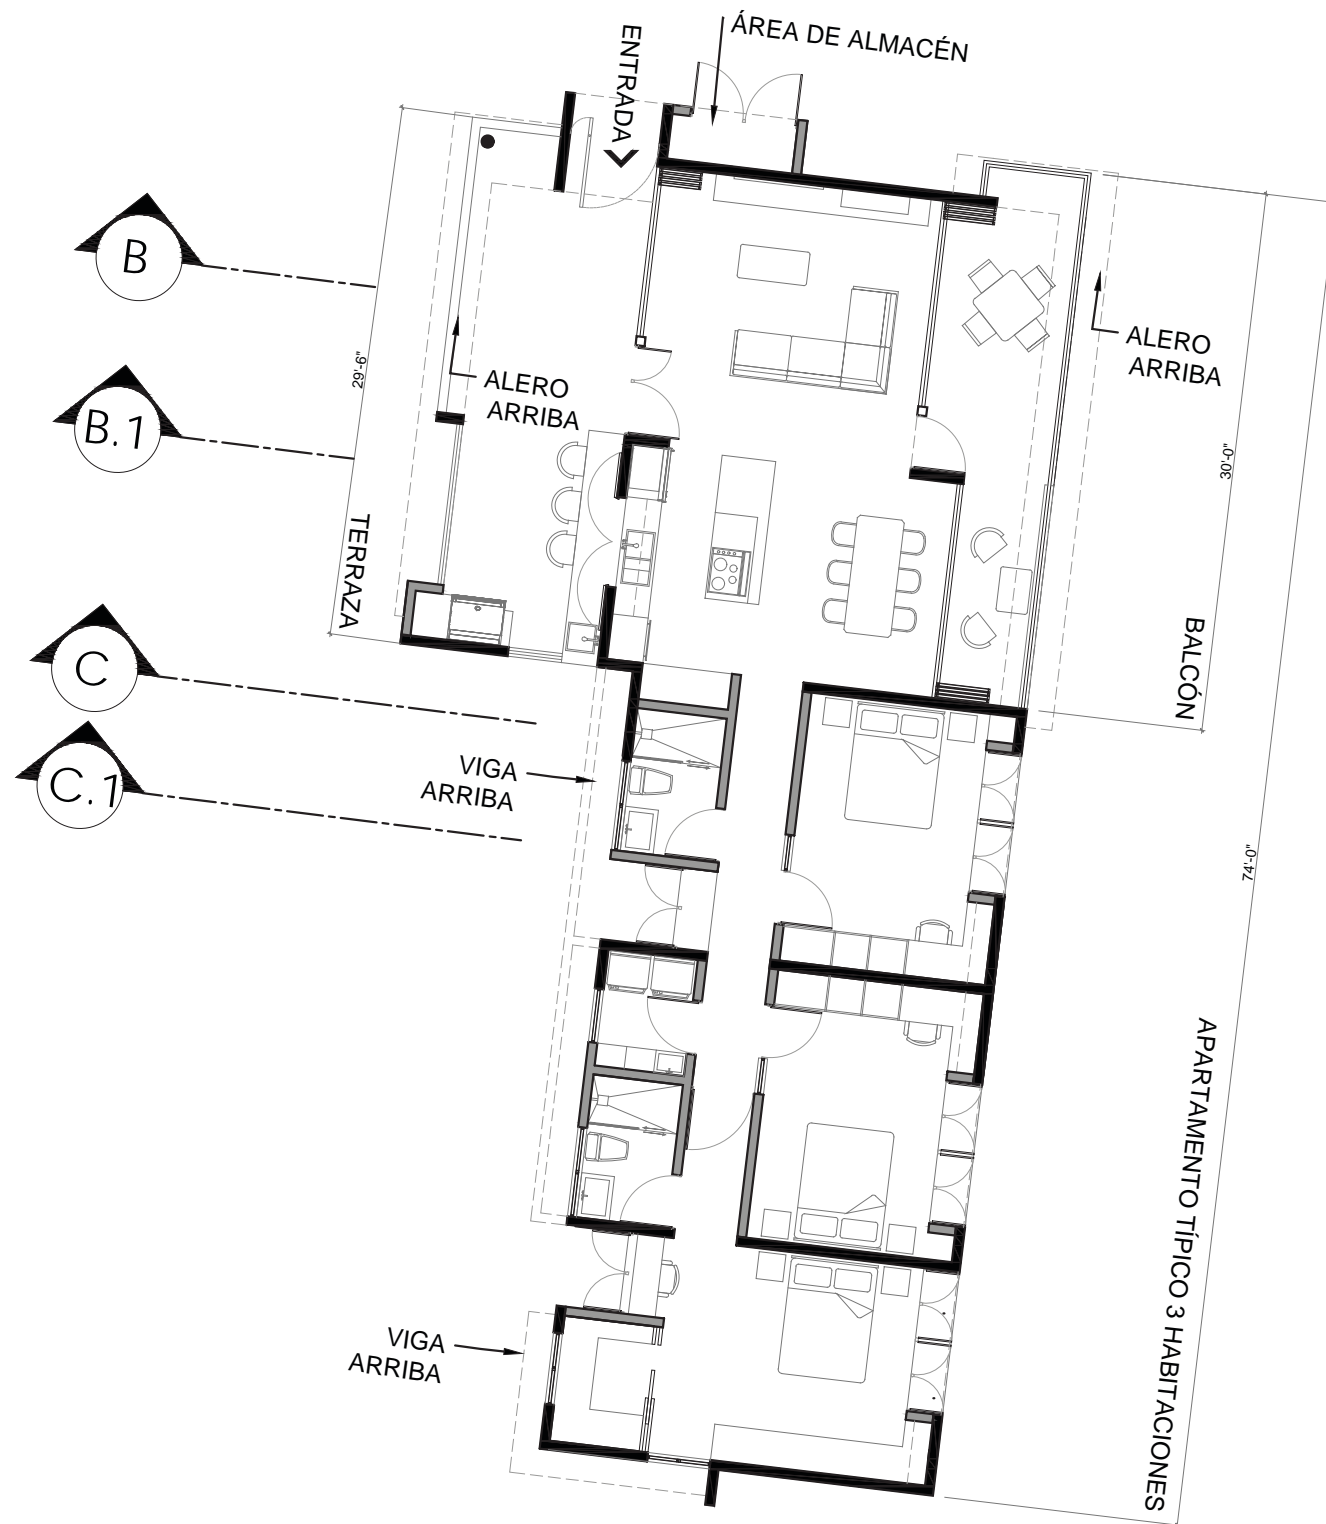 ÁREA DE ALMACÉN
ENTRADA
B
29'-6"
ALERO
ARRIBA
ALERO
ARRIBA
B.1
30'-0"
TERRAZA
C
BALCÓN
VIGA
ARRIBA
C.1
74'-0"
APARTAMENTO TÍPICO 3 HABITACIONES
VIGA
ARRIBA